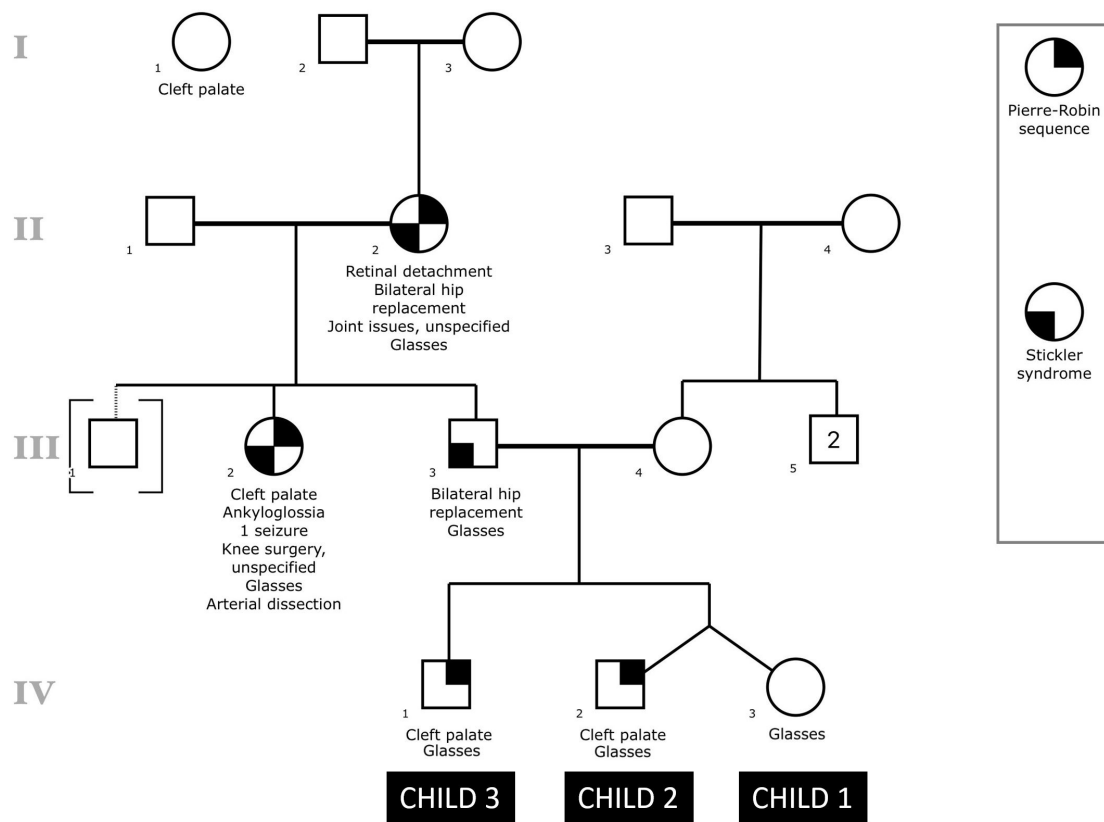 I
1
Cleft palate
2
3
Pierre-Robin
sequence
II
1
2
Retinal detachment
Bilateral hip
replacement
Joint issues, unspecified
Glasses
3
4
Stickler
syndrome
III
1
2
Cleft palate
Ankyloglossia
1 seizure
Knee surgery,
unspecified
Glasses
Arterial dissection
3
Bilateral hip
replacement
Glasses
4
2
5
IV
1
Cleft palate
Glasses
2
Cleft palate
Glasses
3
Glasses
CHILD 3
CHILD 2
CHILD 1